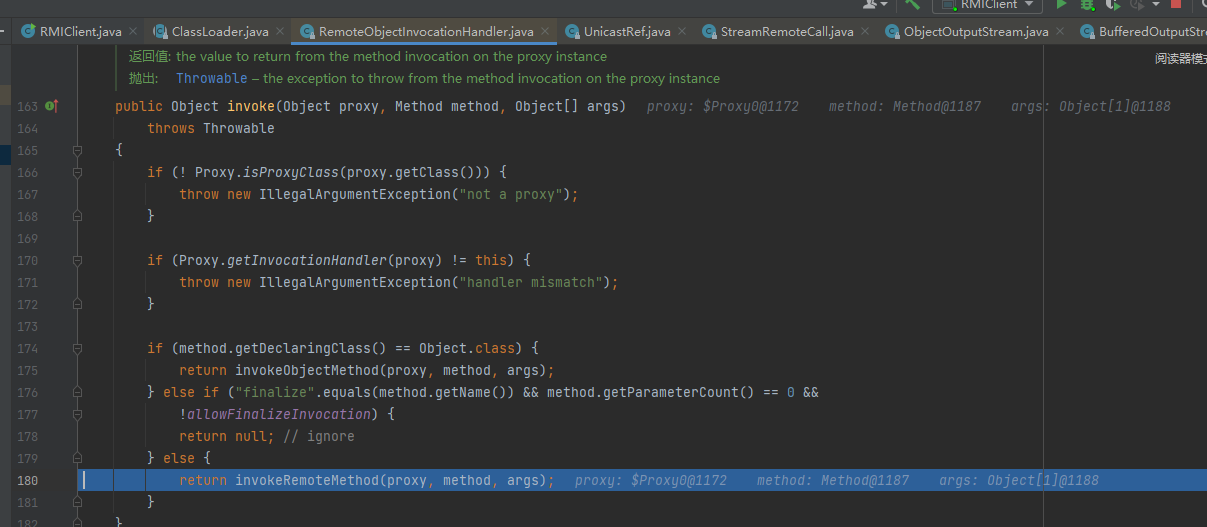 RMIClient
RMIClient.java ClassLoader.java RemoteObjectInvocationHandler.java UnicastRef.java StreamRemoteCall.java ObjectOutputStream.java BufferedOutputStre
返回值: the value to return from the method invocation on the proxy instance
阅读器模式
抛出: Throwable – the exception to throw from the method invocation on the proxy instance
163 public Object invoke(Object proxy, Method method, Object[] args) proxy: $Proxy0@1172 method: Method@1187 args: Object[1]@1188
164 throws Throwable
165 {
166 if (! Proxy.isProxyClass(proxy.getClass())) {
167 throw new IllegalArgumentException("not a proxy");
168 }
169
170 if (Proxy.getInvocationHandler(proxy) != this) {
171 throw new IllegalArgumentException("handler mismatch");
172 }
173
174 if (method.getDeclaringClass() == Object.class) {
175 return invokeObjectMethod(proxy, method, args);
176 } else if ("finalize".equals(method.getName()) && method.getParameterCount() == 0 &&
177 !allowFinalizeInvocation) {
178 return null; // ignore
179 } else {
180 return invokeRemoteMethod(proxy, method, args); proxy: $Proxy0@1172 method: Method@1187 args: Object[1]@1188
181 }
182 }